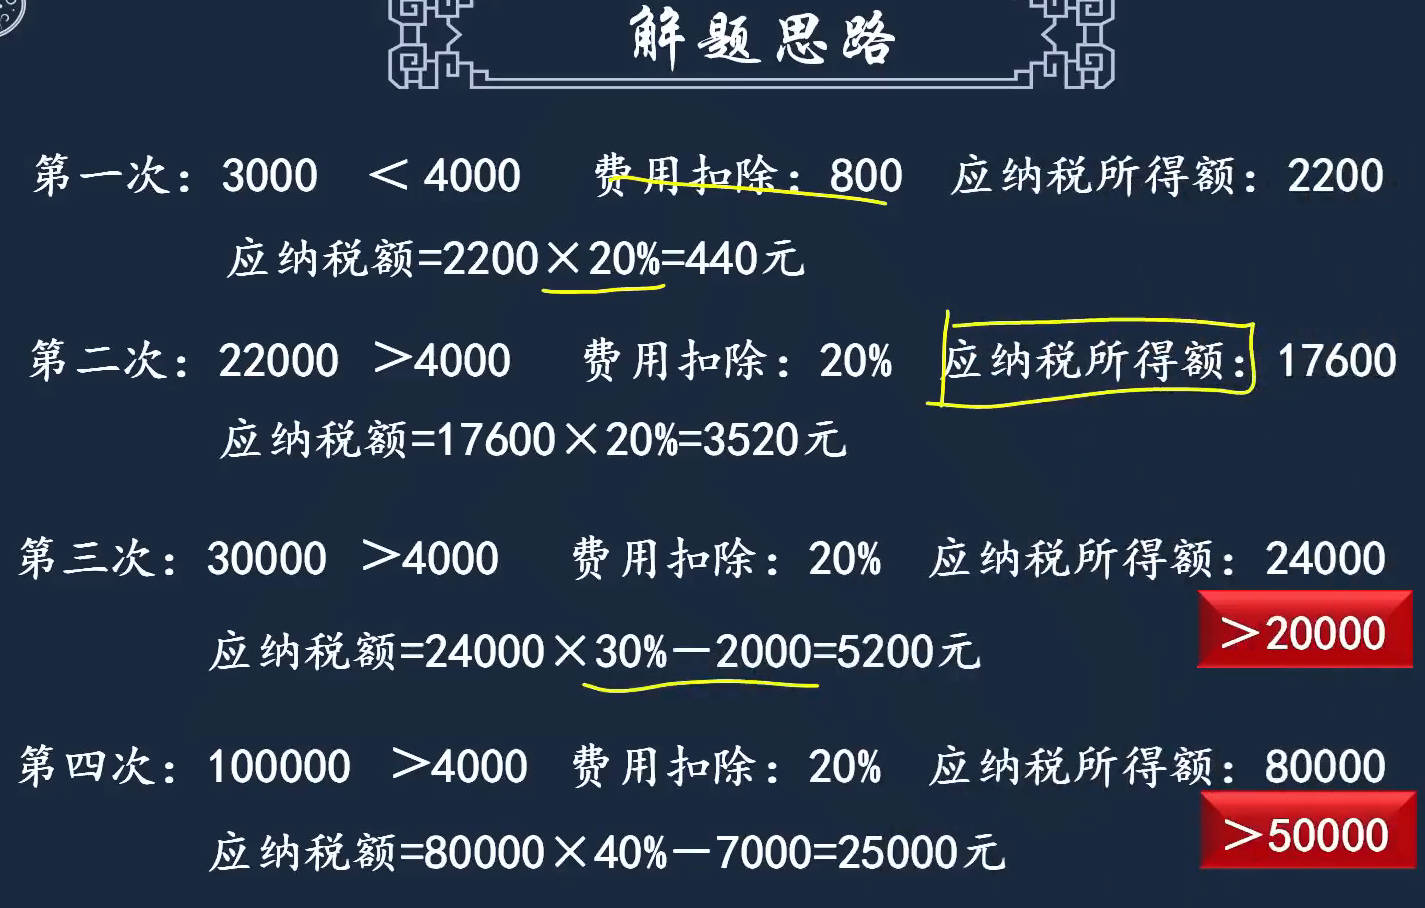 解题思路
第一次：3000 ＜4000 费用扣除：800 应纳税所得额：2200
应纳税额=2200×20%=440元
第二次：22000 ＞4000 费用扣除：20% 应纳税所得额：17600
应纳税额=17600×20%=3520元
第三次：30000 ＞4000 费用扣除：20% 应纳税所得额：24000
＞20000
应纳税额=24000×30%－2000=5200元
第四次：100000 ＞4000 费用扣除：20% 应纳税所得额：80000
＞50000
应纳税额=80000×40%－7000=25000元